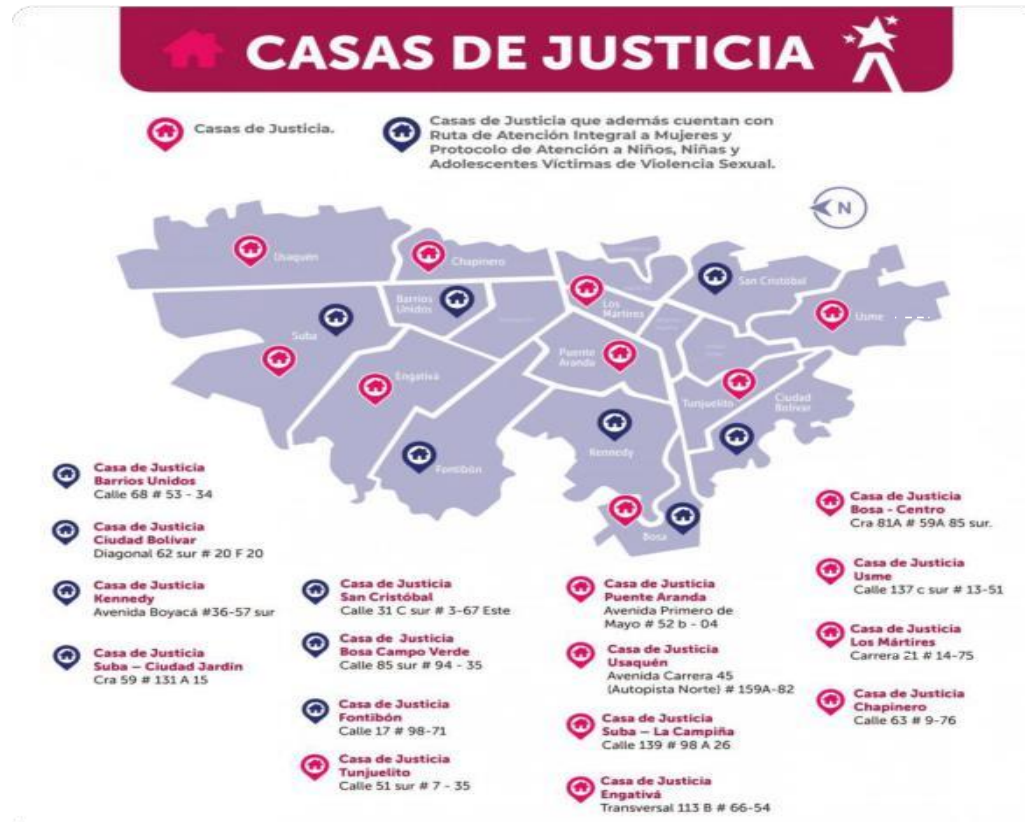 CASAS DE JUSTICIA
Casas de Justicia.
Casas de Justicia que además cuentan con
Ruta de Atención Integral a Mujeres y
Protocolo de Atención a Niños, Niñas y
Adolescentes Víctimas de Violencia Sexual.
N
Usaquén
Chapinero
San Cristóbal
Barrios
Unidos
Los
Mártires
Usme
Suba
Puente
Aranda
Engativá
Tunjuelito
Ciudad
Bolívar
Kennedy
Fontibón
Bosa
Casa de Justicia
Barrios Unidos
Calle 68 # 53 - 34
Casa de Justicia
Ciudad Bolívar
Diagonal 62 sur # 20 F 20
Casa de Justicia
Kennedy
Avenida Boyacá #36-57 sur
Casa de Justicia
Suba – Ciudad Jardín
Cra 59 # 131 A 15
Casa de Justicia
San Cristóbal
Calle 31 C sur # 3-67 Este
Casa de Justicia
Bosa Campo Verde
Calle 85 sur # 94 - 35
Casa de Justicia
Fontibón
Calle 17 # 98-71
Casa de Justicia
Tunjuelito
Calle 51 sur # 7 - 35
Casa de Justicia
Puente Aranda
Avenida Primero de
Mayo # 52 b - 04
Casa de Justicia
Usaquén
Avenida Carrera 45
(Autopista Norte) # 159A-82
Casa de Justicia
Suba – La Campiña
Calle 139 # 98 A 26
Casa de Justicia
Engativá
Transversal 113 B # 66-54
Casa de Justicia
Bosa - Centro
Cra 81A # 59A 85 sur.
Casa de Justicia
Usme
Calle 137 c sur # 13-51
Casa de Justicia
Los Mártires
Carrera 21 # 14-75
Casa de Justicia
Chapinero
Calle 63 # 9-76